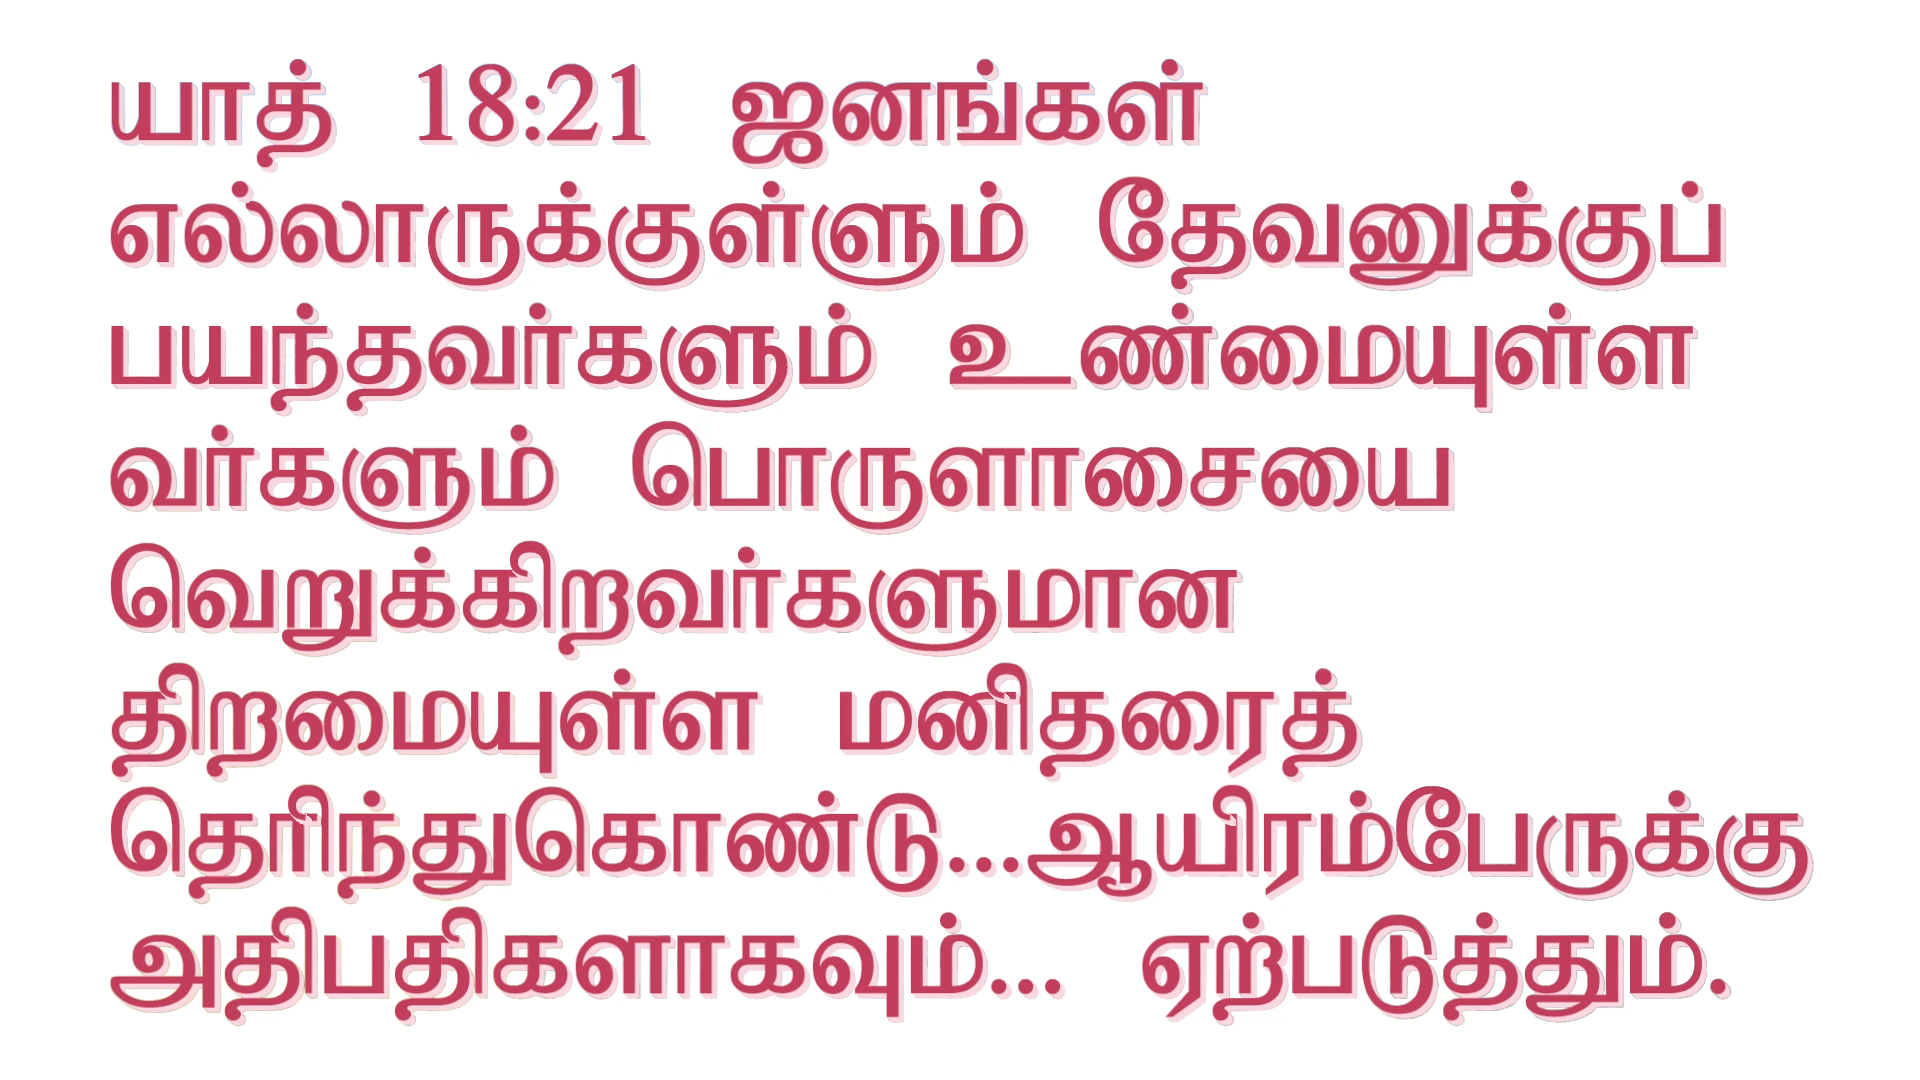 யாத் 18:21 ஜனங்கள்
எல்லாருக்குள்ளும் தேவனுக்குப்
பயந்தவர்களும் உண்மையுள்ள
வர்களும் பொருளாசையை
வெறுக்கிறவர்களுமான
திறமையுள்ள மனிதரைத்
தெரிந்துகொண்டு...ஆயிரம்பேருக்கு
அதிபதிகளாகவும்... ஏற்படுத்தும்.